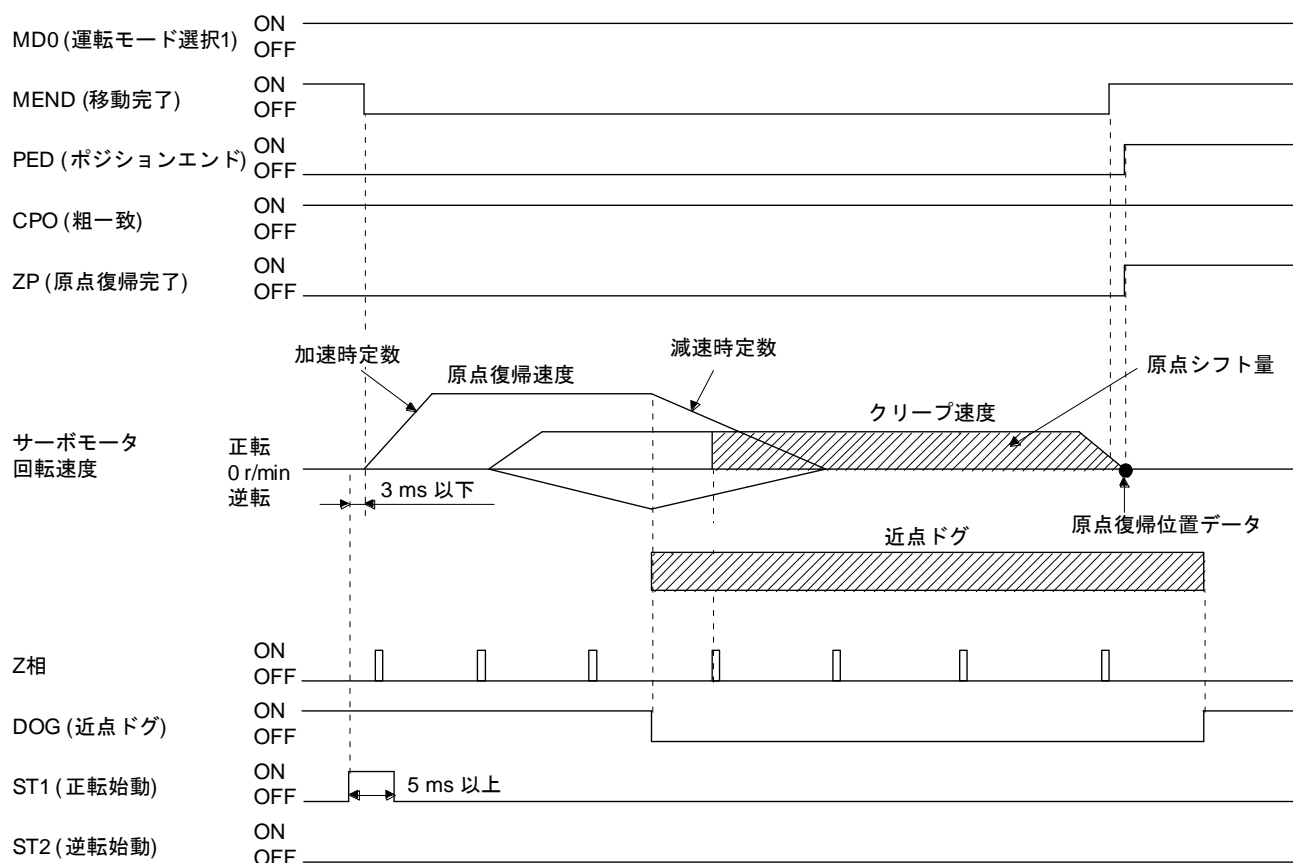 MD0 (運転モード選択1)
ON
OFF
MEND (移動完了)
ON
OFF
PED (ポジションエンド)
ON
OFF
CPO (粗一致)
ON
OFF
ZP (原点復帰完了)
ON
OFF
加速時定数
原点復帰速度
減速時定数
原点シフト量
クリープ速度
サーボモータ
回転速度
正転
0 r/min
逆転
3 ms 以下
原点復帰位置データ
近点ドグ
Z相
ON
OFF
DOG (近点ドグ)
ON
OFF
ST1 (正転始動)
ON
OFF
5 ms 以上
ST2 (逆転始動)
ON
OFF